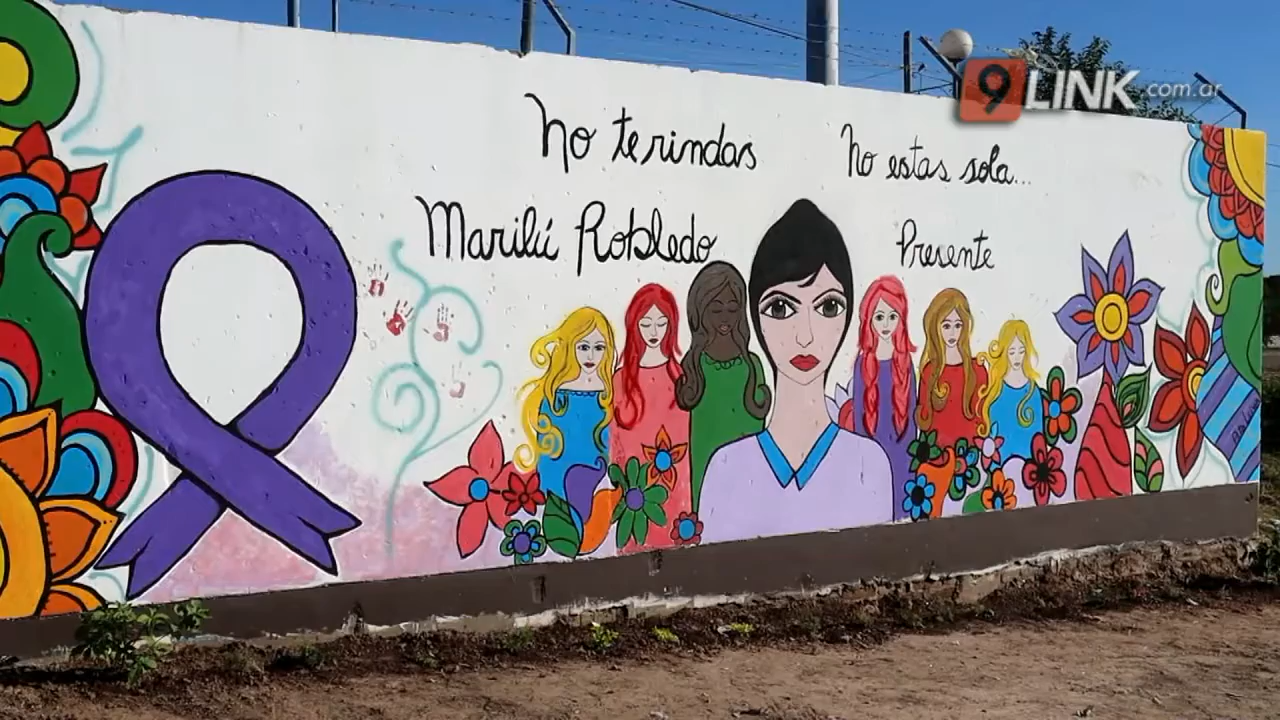 9 LINK .com.ar
No te rindas
No estas sola...
Marilú Robledo
Presente